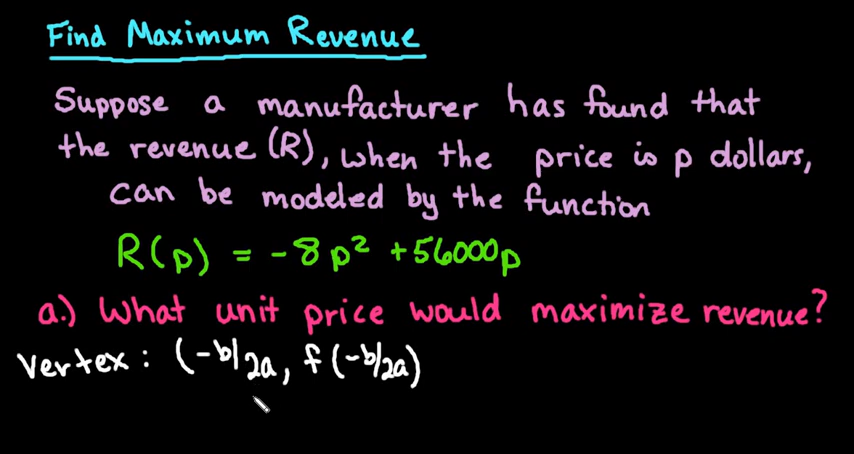 Find Maximum Revenue
Suppose a manufacturer has found that
the revenue (R), when the price is p dollars,
can be modeled by the function
R(p) = -8p² + 56000p
a.) What unit price would maximize revenue?
Vertex: (-b/2a, f(-b/2a)